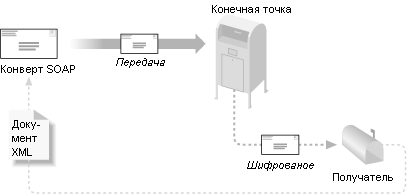 Конечная точка
Конверт SOAP
Передача
Доку-
мент
XML
Шифрованое
Получатель